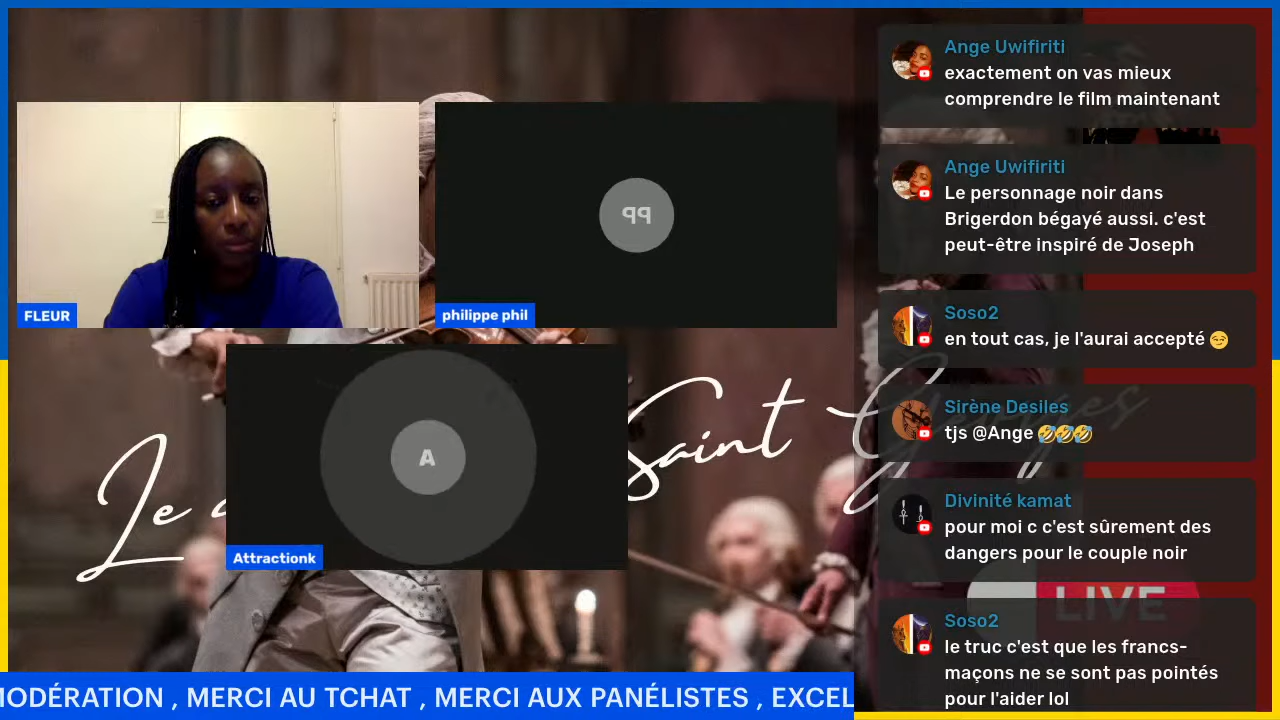 Ange Uwifiriti
exactement on vas mieux
comprendre le film maintenant
Ange Uwifiriti
Le personnage noir dans
Brigerdon bégayé aussi. c'est
peut-être inspiré de Joseph
Soso2
en tout cas, je l'aurai accepté 😏
Sirène Desiles
tjs @Ange 🤣🤣🤣
Divinité kamat
pour moi c c'est sûrement des
dangers pour le couple noir
Soso2
le truc c'est que les francs-
maçons ne se sont pas pointés
pour l'aider lol
LIVE
qq
FLEUR
philippe phil
A
Attractionk
Le
Saint Georges
MODÉRATION , MERCI AU TCHAT , MERCI AUX PANÉLISTES , EXCEL